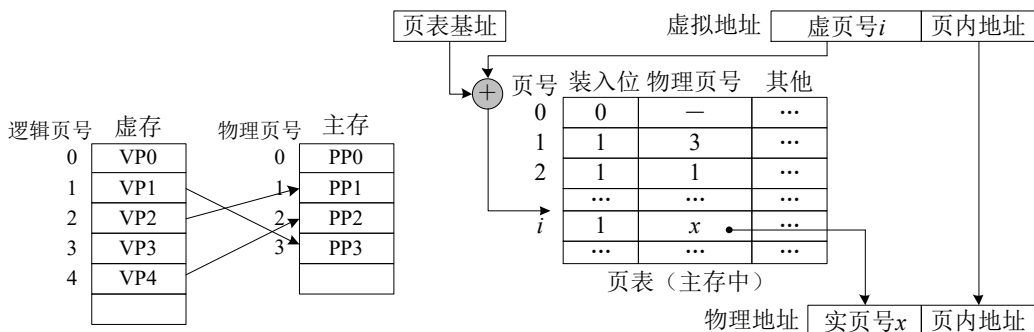 页表基址 虚拟地址 虚页号i 页内地址
+
页号 装入位 物理页号 其他
0 0 — ···
1 1 3 ···
2 1 1 ···
··· ··· ···
i 1 x ···
··· ··· ···
页表（主存中）
物理地址 实页号x 页内地址
逻辑页号 虚存 物理页号 主存
0 VP0 0 PP0
1 VP1 1 PP1
2 VP2 2 PP2
3 VP3 3 PP3
4 VP4